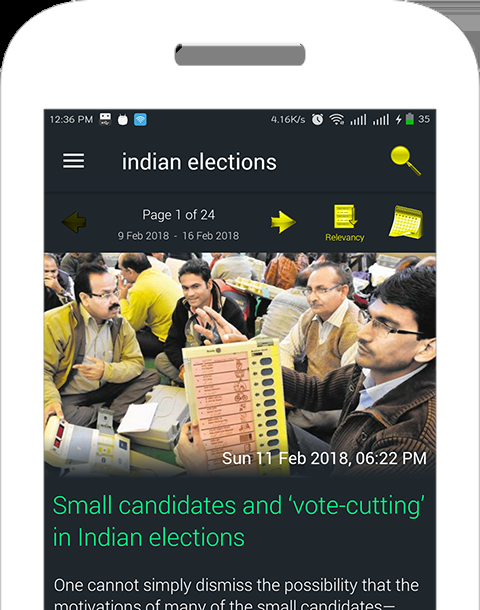 12:36 PM 4.16K/s 35
indian elections
Page 1 of 24
9 Feb 2018 - 16 Feb 2018
Relevancy
Sun 11 Feb 2018, 06:22 PM
Small candidates and ‘vote-cutting’
in Indian elections
One cannot simply dismiss the possibility that the
motivations of many of the small candidates—